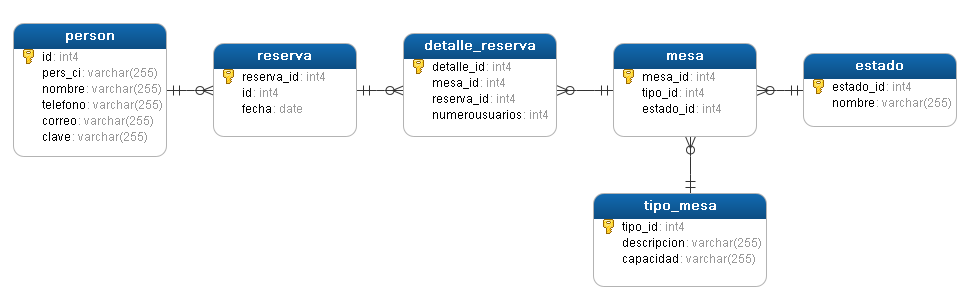 person
id: int4
pers_ci: varchar(255)
nombre: varchar(255)
telefono: varchar(255)
correo: varchar(255)
clave: varchar(255)
reserva
reserva_id: int4
id: int4
fecha: date
detalle_reserva
detalle_id: int4
mesa_id: int4
reserva_id: int4
numerousuarios: int4
mesa
mesa_id: int4
tipo_id: int4
estado_id: int4
estado
estado_id: int4
nombre: varchar(255)
tipo_mesa
tipo_id: int4
descripcion: varchar(255)
capacidad: varchar(255)